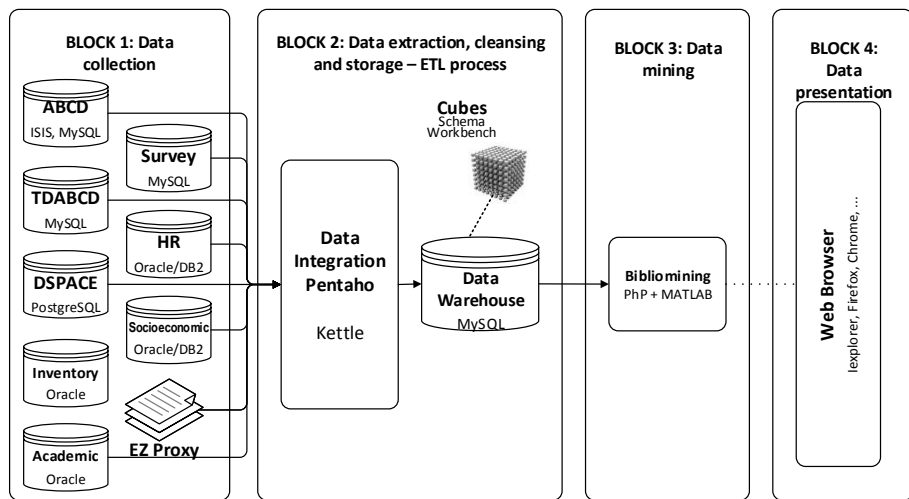 BLOCK 1: Data
collection
ABCD
ISIS, MySQL
Survey
MySQL
TDABCD
MySQL
HR
Oracle/DB2
DSPACE
PostgreSQL
Socioeconomic
Oracle/DB2
Inventory
Oracle
EZ Proxy
Academic
Oracle
BLOCK 2: Data extraction, cleansing
and storage – ETL process
Cubes
Schema
Workbench
Data
Integration
Pentaho
Kettle
Data
Warehouse
MySQL
BLOCK 3: Data
mining
Bibliomining
PhP + MATLAB
BLOCK 4:
Data
presentation
Web Browser
Iexplorer, Firefox, Chrome, ...